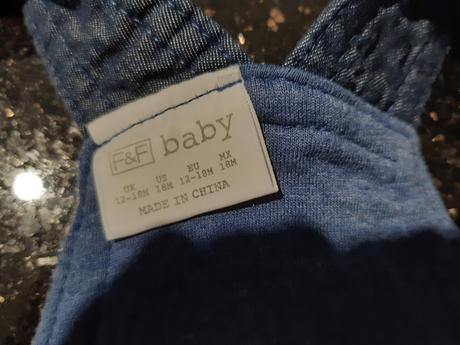 F&F baby
UK US EU MX
12-18M 18M 12-18M 18M
MADE IN CHINA